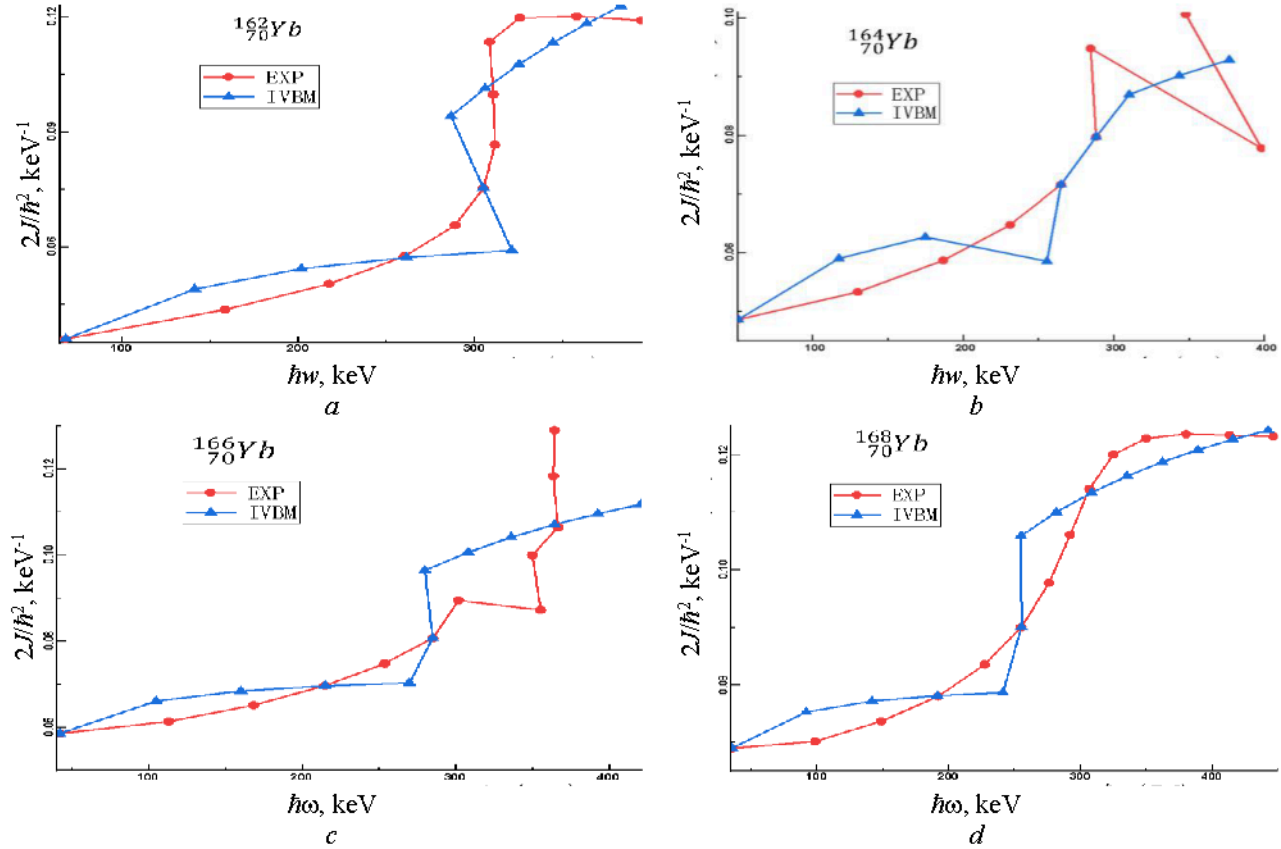 ¹⁶²₇₀Yb
EXP
IVBM
2J/ħ², keV⁻¹
0.12
0.09
0.06
100 200 300
ħw, keV
a
¹⁶⁴₇₀Yb
EXP
IVBM
2J/ħ², keV⁻¹
0.10
0.08
0.06
100 200 300 400
ħw, keV
b
¹⁶⁶₇₀Yb
EXP
IVBM
2J/ħ², keV⁻¹
0.12
0.10
0.08
0.06
100 200 300 400
ħω, keV
c
¹⁶⁸₇₀Yb
EXP
IVBM
2J/ħ², keV⁻¹
0.12
0.10
0.08
100 200 300 400
ħω, keV
d